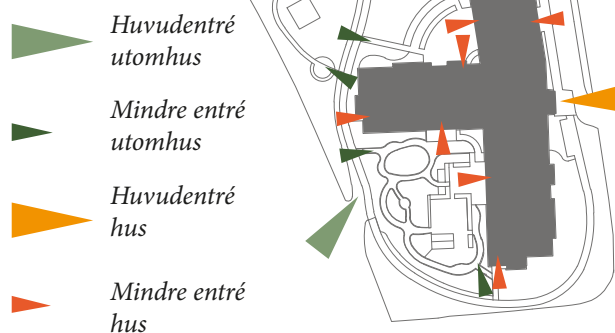 Huvudentré
utomhus
Mindre entré
utomhus
Huvudentré
hus
Mindre entré
hus